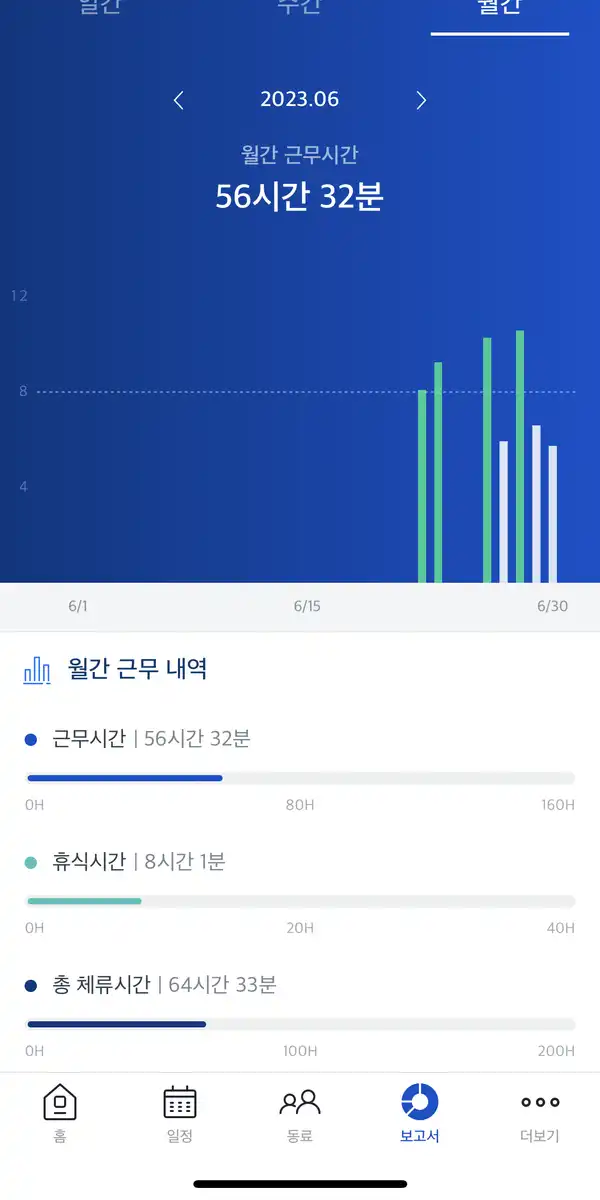 일간 주간 월간
2023.06
월간 근무시간
56시간 32분
12
8
4
6/1 6/15 6/30
월간 근무 내역
근무시간 | 56시간 32분
0H 80H 160H
휴식시간 | 8시간 1분
0H 20H 40H
총 체류시간 | 64시간 33분
0H 100H 200H
홈 일정 동료 보고서 더보기